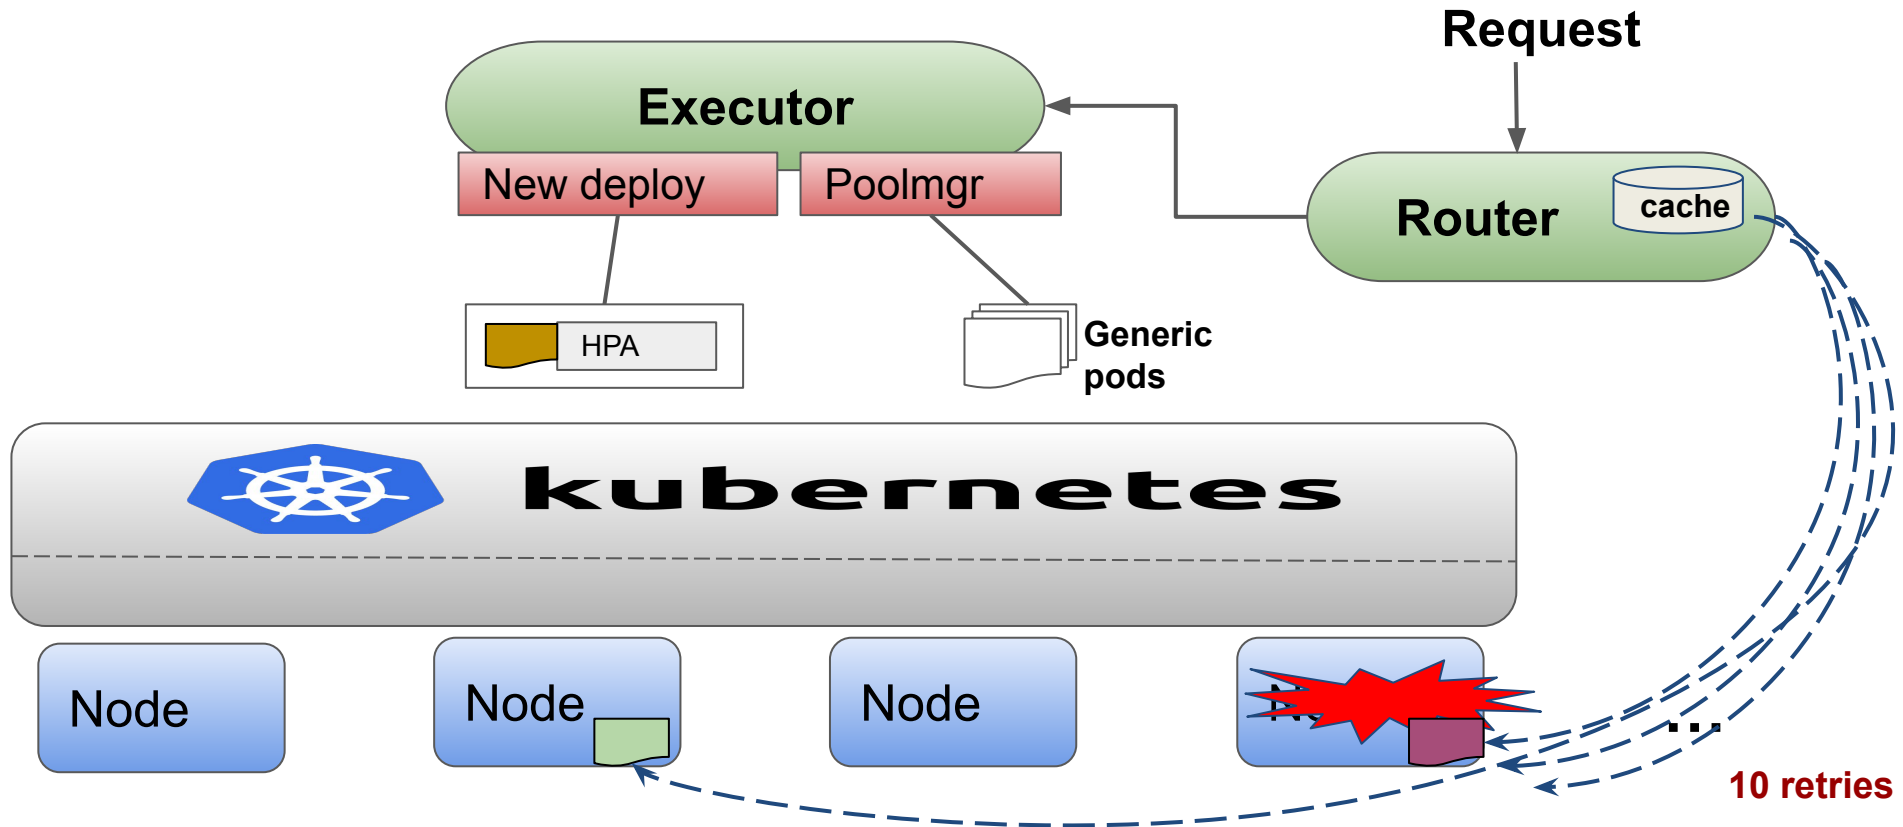 Request
Executor
New deploy
Poolmgr
Router
cache
HPA
Generic
pods
kubernetes
Node
Node
Node
...
10 retries